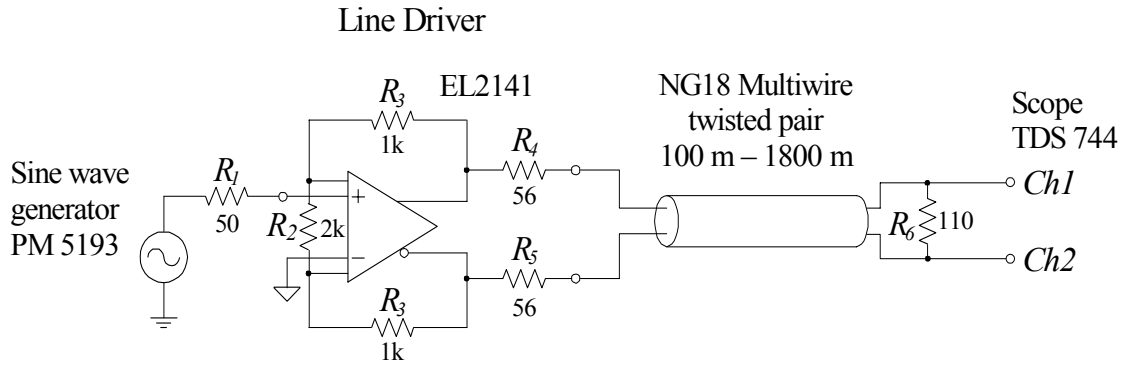 Line Driver
EL2141
NG18 Multiwire
twisted pair
100 m – 1800 m
Scope
TDS 744
Sine wave
generator
PM 5193
R1
50
R2
2k
R3
1k
+
−
R3
1k
R4
56
R5
56
R6
110
Ch1
Ch2